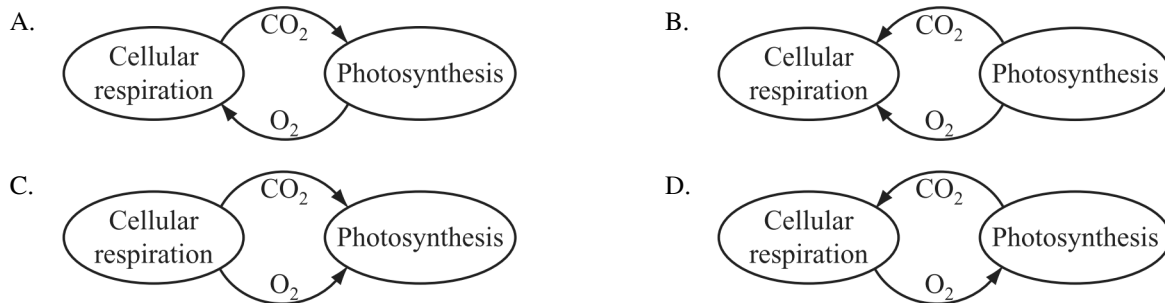 A.
CO₂
Cellular
respiration
Photosynthesis
O₂
B.
CO₂
Cellular
respiration
Photosynthesis
O₂
C.
CO₂
Cellular
respiration
Photosynthesis
O₂
D.
CO₂
Cellular
respiration
Photosynthesis
O₂